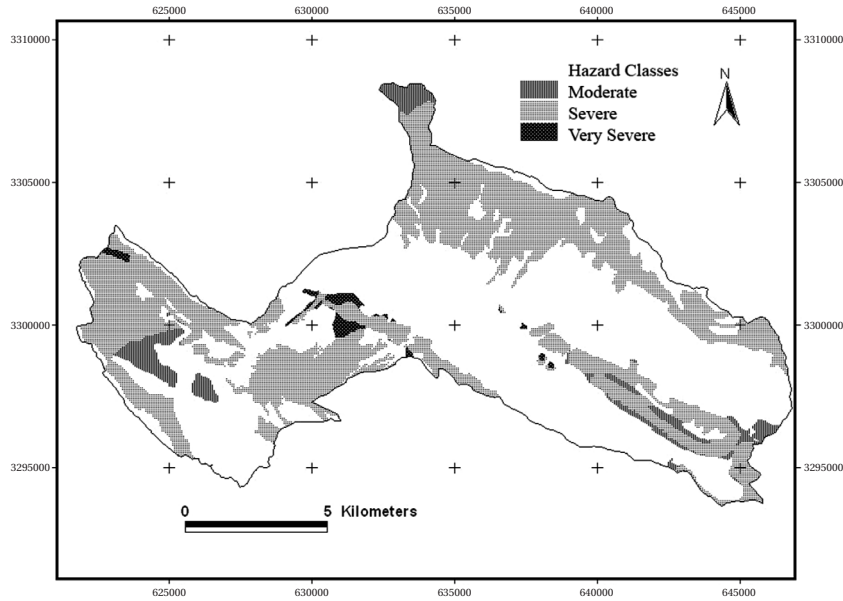 625000 630000 635000 640000 645000
3310000 3310000
N
Hazard Classes
Moderate
Severe
Very Severe
3305000 3305000
3300000 3300000
3295000 3295000
0 5 Kilometers
625000 630000 635000 640000 645000